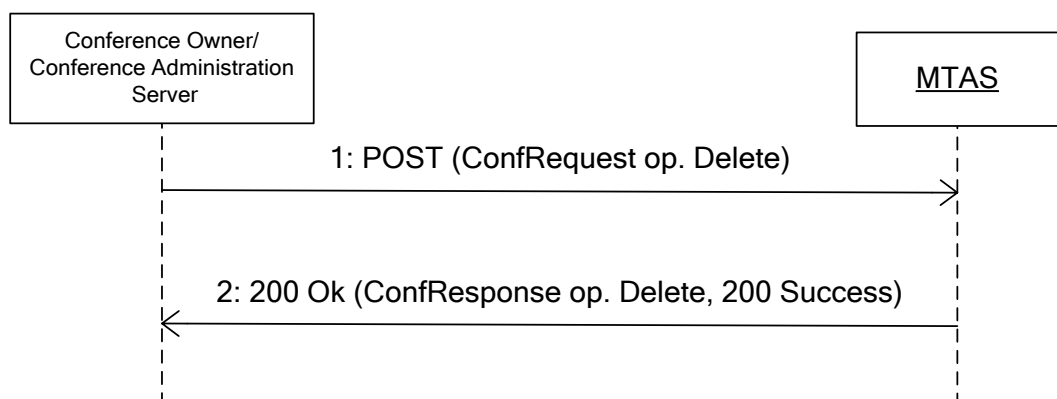 Conference Owner/
Conference Administration
Server
MTAS
1: POST (ConfRequest op. Delete)
2: 200 Ok (ConfResponse op. Delete, 200 Success)